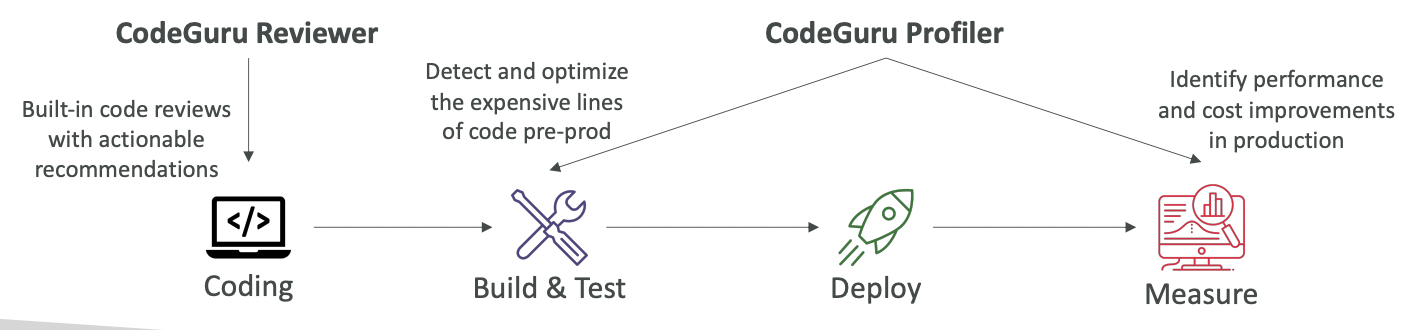 CodeGuru Reviewer
CodeGuru Profiler
Built-in code reviews
with actionable
recommendations
Detect and optimize
the expensive lines
of code pre-prod
Identify performance
and cost improvements
in production
</>
Coding
Build & Test
Deploy
Measure